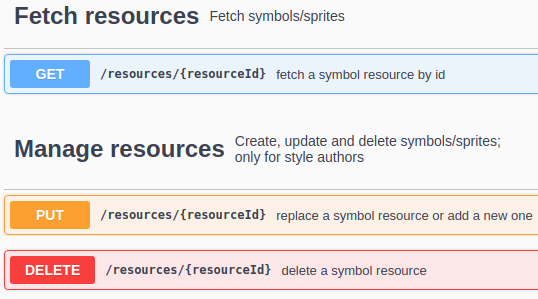 Fetch resources Fetch symbols/sprites
GET /resources/{resourceId} fetch a symbol resource by id
Manage resources Create, update and delete symbols/sprites;
only for style authors
PUT /resources/{resourceId} replace a symbol resource or add a new one
DELETE /resources/{resourceId} delete a symbol resource